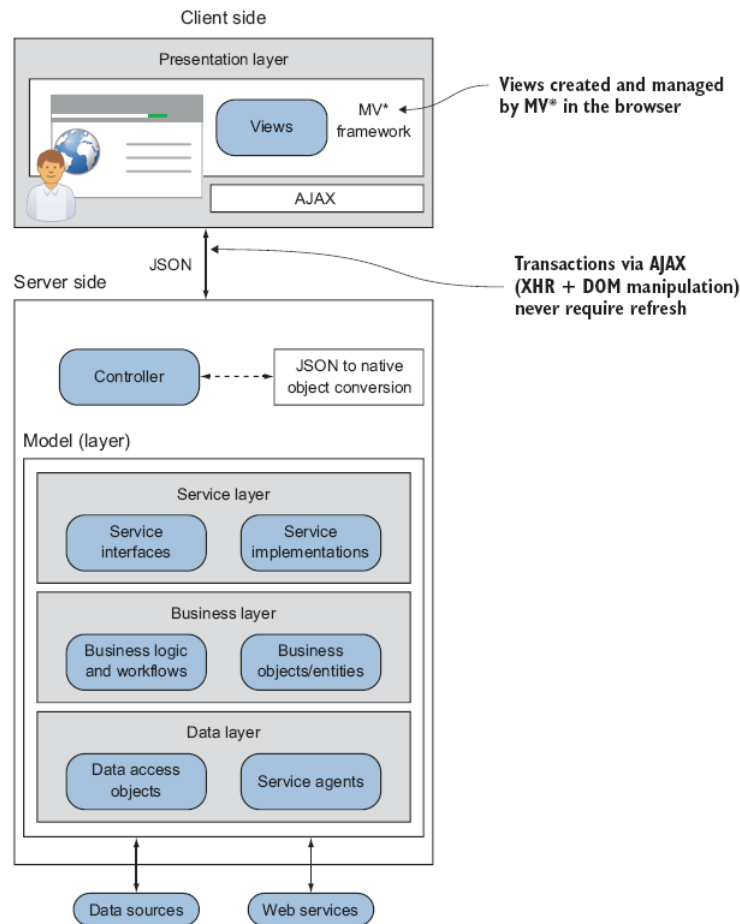 Client side
Presentation layer
Views
MV*
framework
AJAX
Views created and managed
by MV* in the browser
JSON
Transactions via AJAX
(XHR + DOM manipulation)
never require refresh
Server side
Controller
JSON to native
object conversion
Model (layer)
Service layer
Service
interfaces
Service
implementations
Business layer
Business logic
and workflows
Business
objects/entities
Data layer
Data access
objects
Service agents
Data sources
Web services